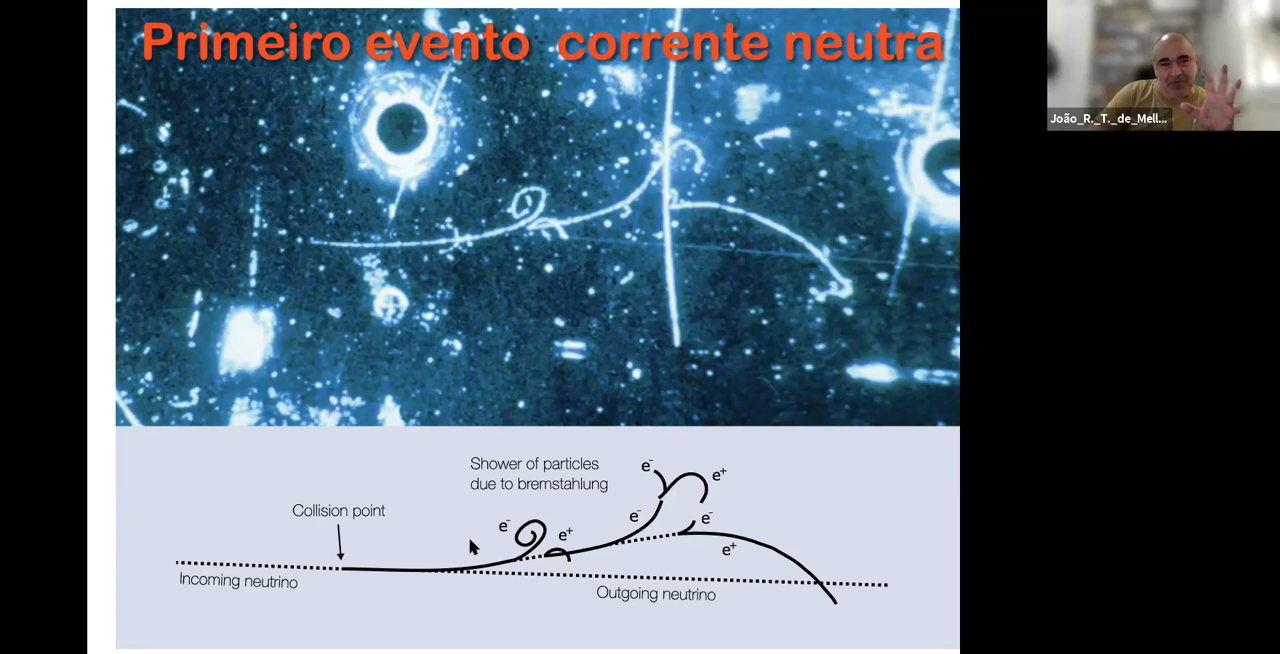 Primeiro evento corrente neutra
João_R._T._de_Mell...
Shower of particles
due to bremstahlung
Collision point
e⁻
e⁺
e⁻
e⁻
e⁺
e⁻
e⁺
Incoming neutrino
Outgoing neutrino